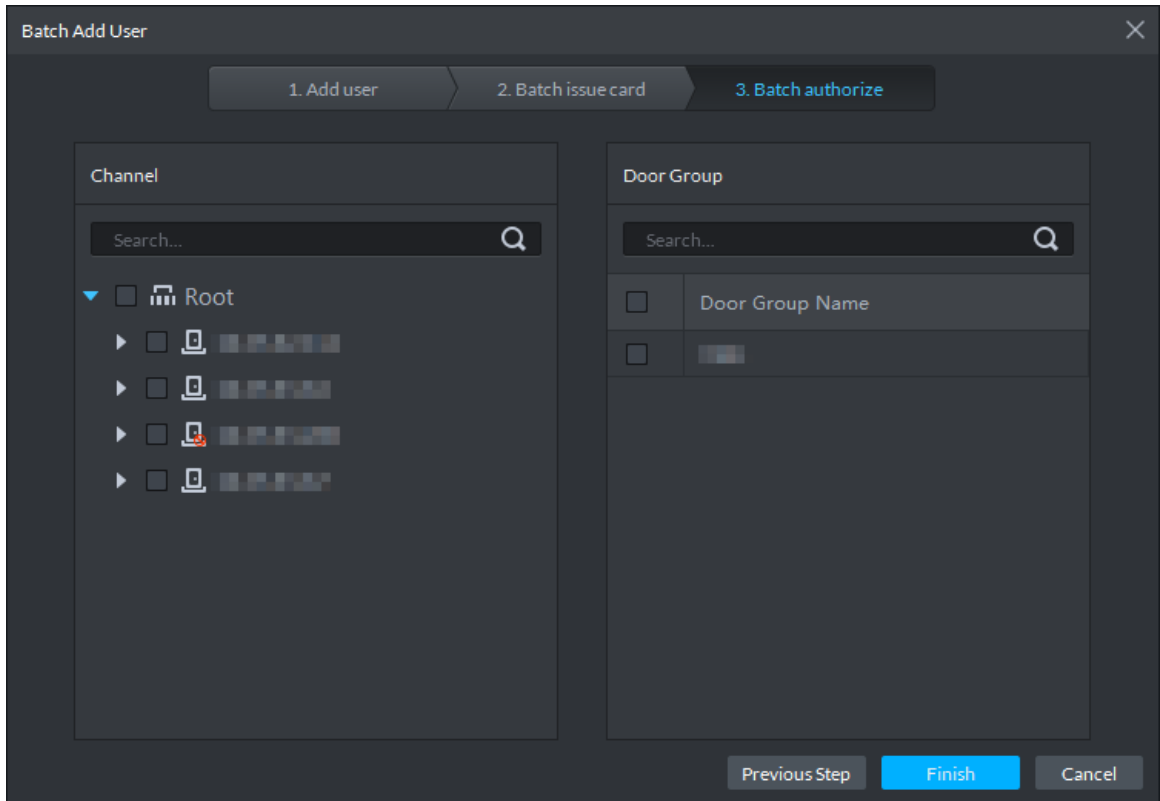 Batch Add User
1. Add user
2. Batch issue card
3. Batch authorize
Channel
Search...
Root
Door Group
Search...
Door Group Name
Previous Step
Finish
Cancel